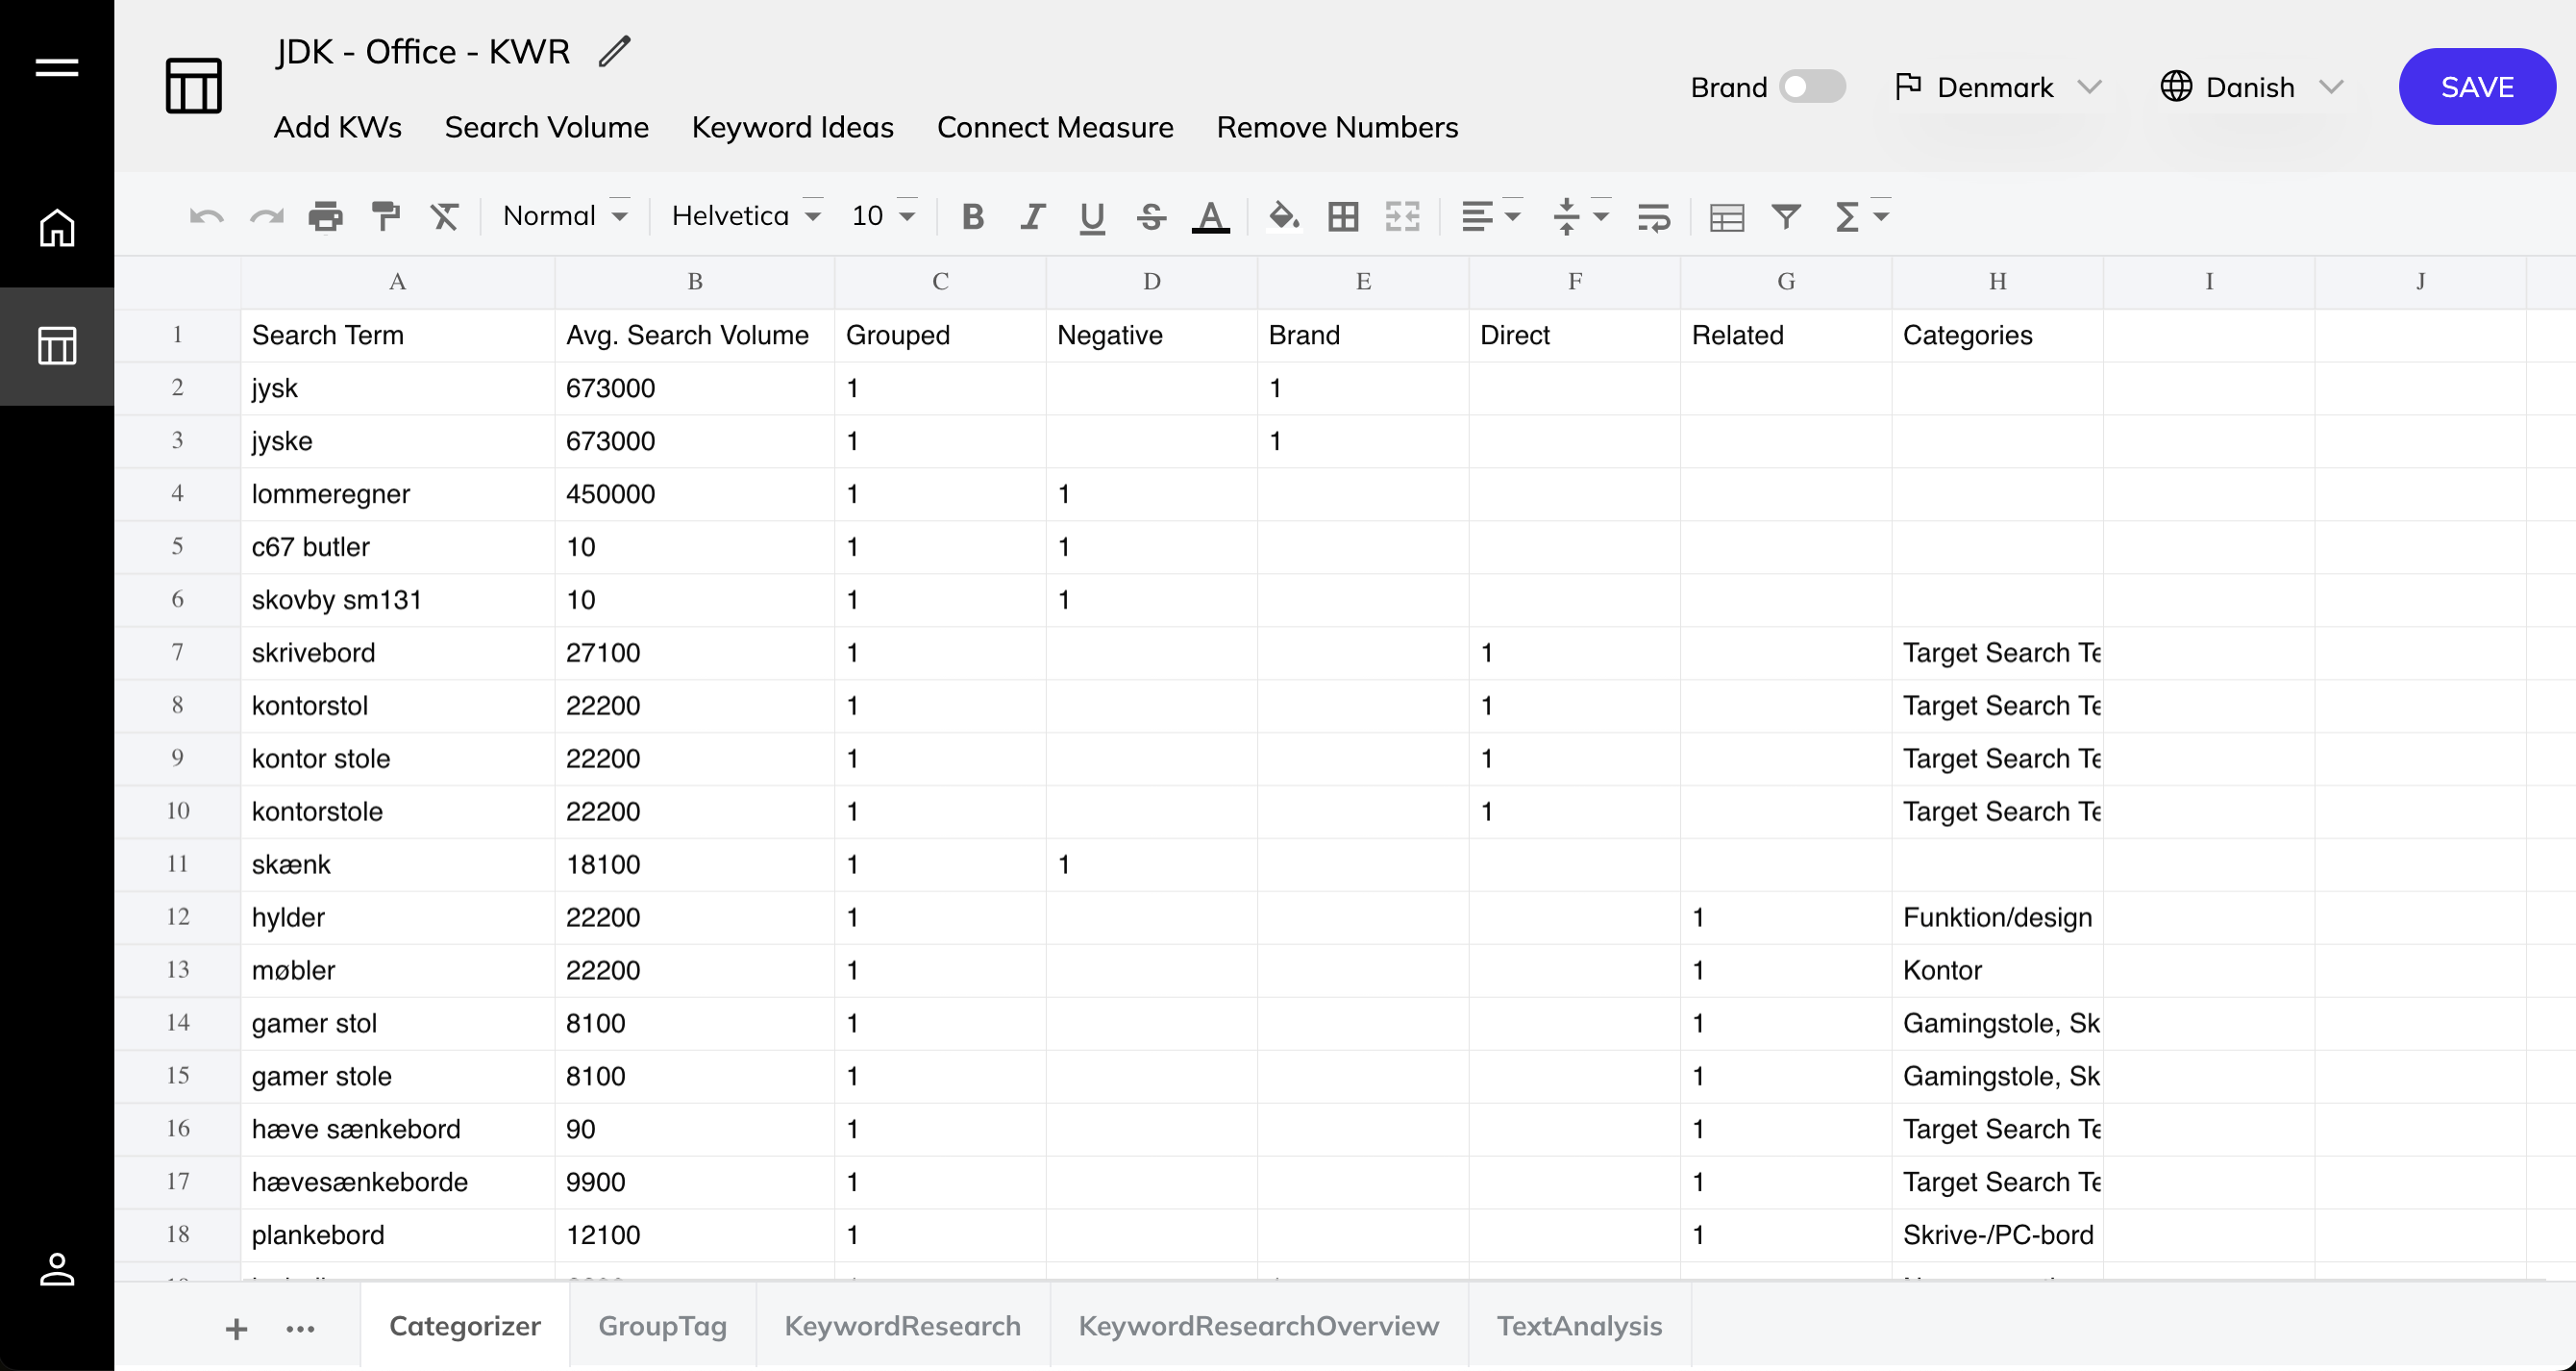 JDK - Office - KWR
Add KWs Search Volume Keyword Ideas Connect Measure Remove Numbers
Brand Denmark Danish SAVE
Normal Helvetica 10 B I U S A Σ
A B C D E F G H I J
1 Search Term Avg. Search Volume Grouped Negative Brand Direct Related Categories
2 jysk 673000 1 1
3 jyske 673000 1 1
4 lommeregner 450000 1 1
5 c67 butler 10 1 1
6 skovby sm131 10 1 1
7 skrivebord 27100 1 1 Target Search Te
8 kontorstol 22200 1 1 Target Search Te
9 kontor stole 22200 1 1 Target Search Te
10 kontorstole 22200 1 1 Target Search Te
11 skænk 18100 1 1
12 hylder 22200 1 1 Funktion/design
13 møbler 22200 1 1 Kontor
14 gamer stol 8100 1 1 Gamingstole, Sk
15 gamer stole 8100 1 1 Gamingstole, Sk
16 hæve sænkebord 90 1 1 Target Search Te
17 hævesænkeborde 9900 1 1 Target Search Te
18 plankebord 12100 1 1 Skrive-/PC-bord
Categorizer GroupTag KeywordResearch KeywordResearchOverview TextAnalysis